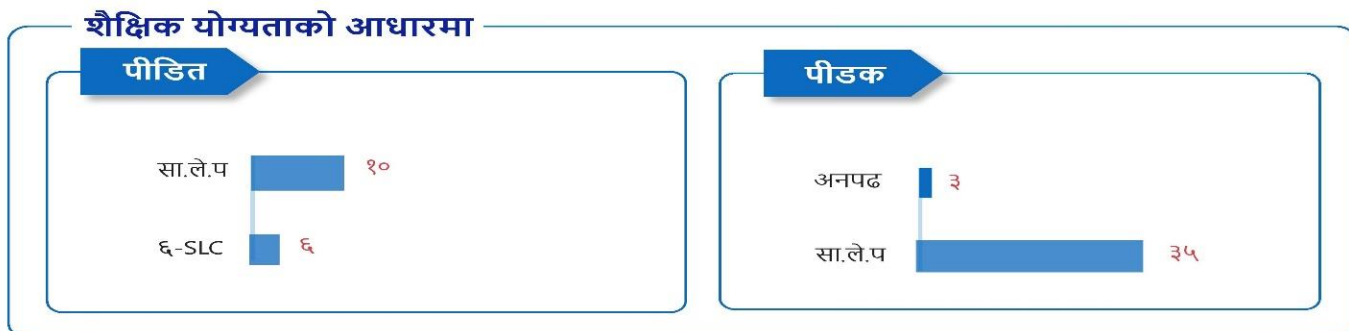 शैक्षिक योग्यताको आधारमा
पीडित
सा.ले.प १०
६-SLC ६
पीडक
अनपढ ३
सा.ले.प ३५